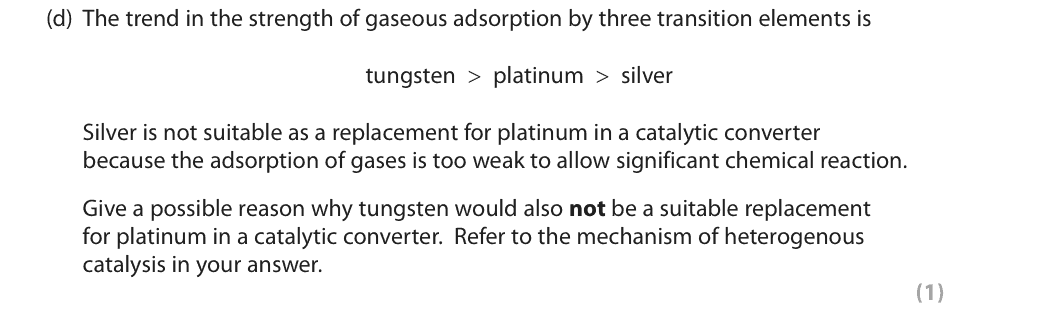 (d) The trend in the strength of gaseous adsorption by three transition elements is
tungsten > platinum > silver
Silver is not suitable as a replacement for platinum in a catalytic converter
because the adsorption of gases is too weak to allow significant chemical reaction.
Give a possible reason why tungsten would also not be a suitable replacement
for platinum in a catalytic converter. Refer to the mechanism of heterogenous
catalysis in your answer.
(1)